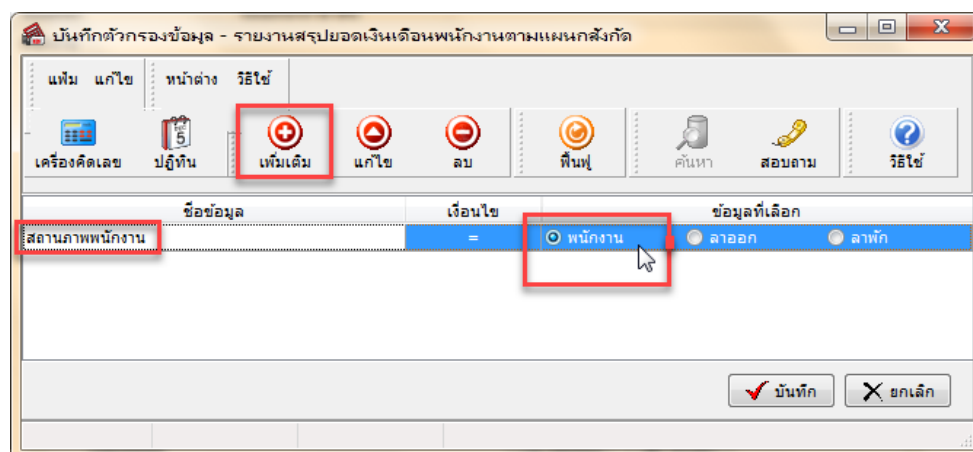 บันทึกตัวกรองข้อมูล - รายงานสรุปยอดเงินเดือนพนักงานตามแผนกสังกัด
แฟ้ม แก้ไข หน้าต่าง วิธีใช้
5
เครื่องคิดเลข ปฏิทิน เพิ่มเติม แก้ไข ลบ ฟื้นฟู ค้นหา สอบถาม วิธีใช้
ชื่อข้อมูล เงื่อนไข ข้อมูลที่เลือก
สถานภาพพนักงาน = พนักงาน ลาออก ลาพัก
บันทึก ยกเลิก